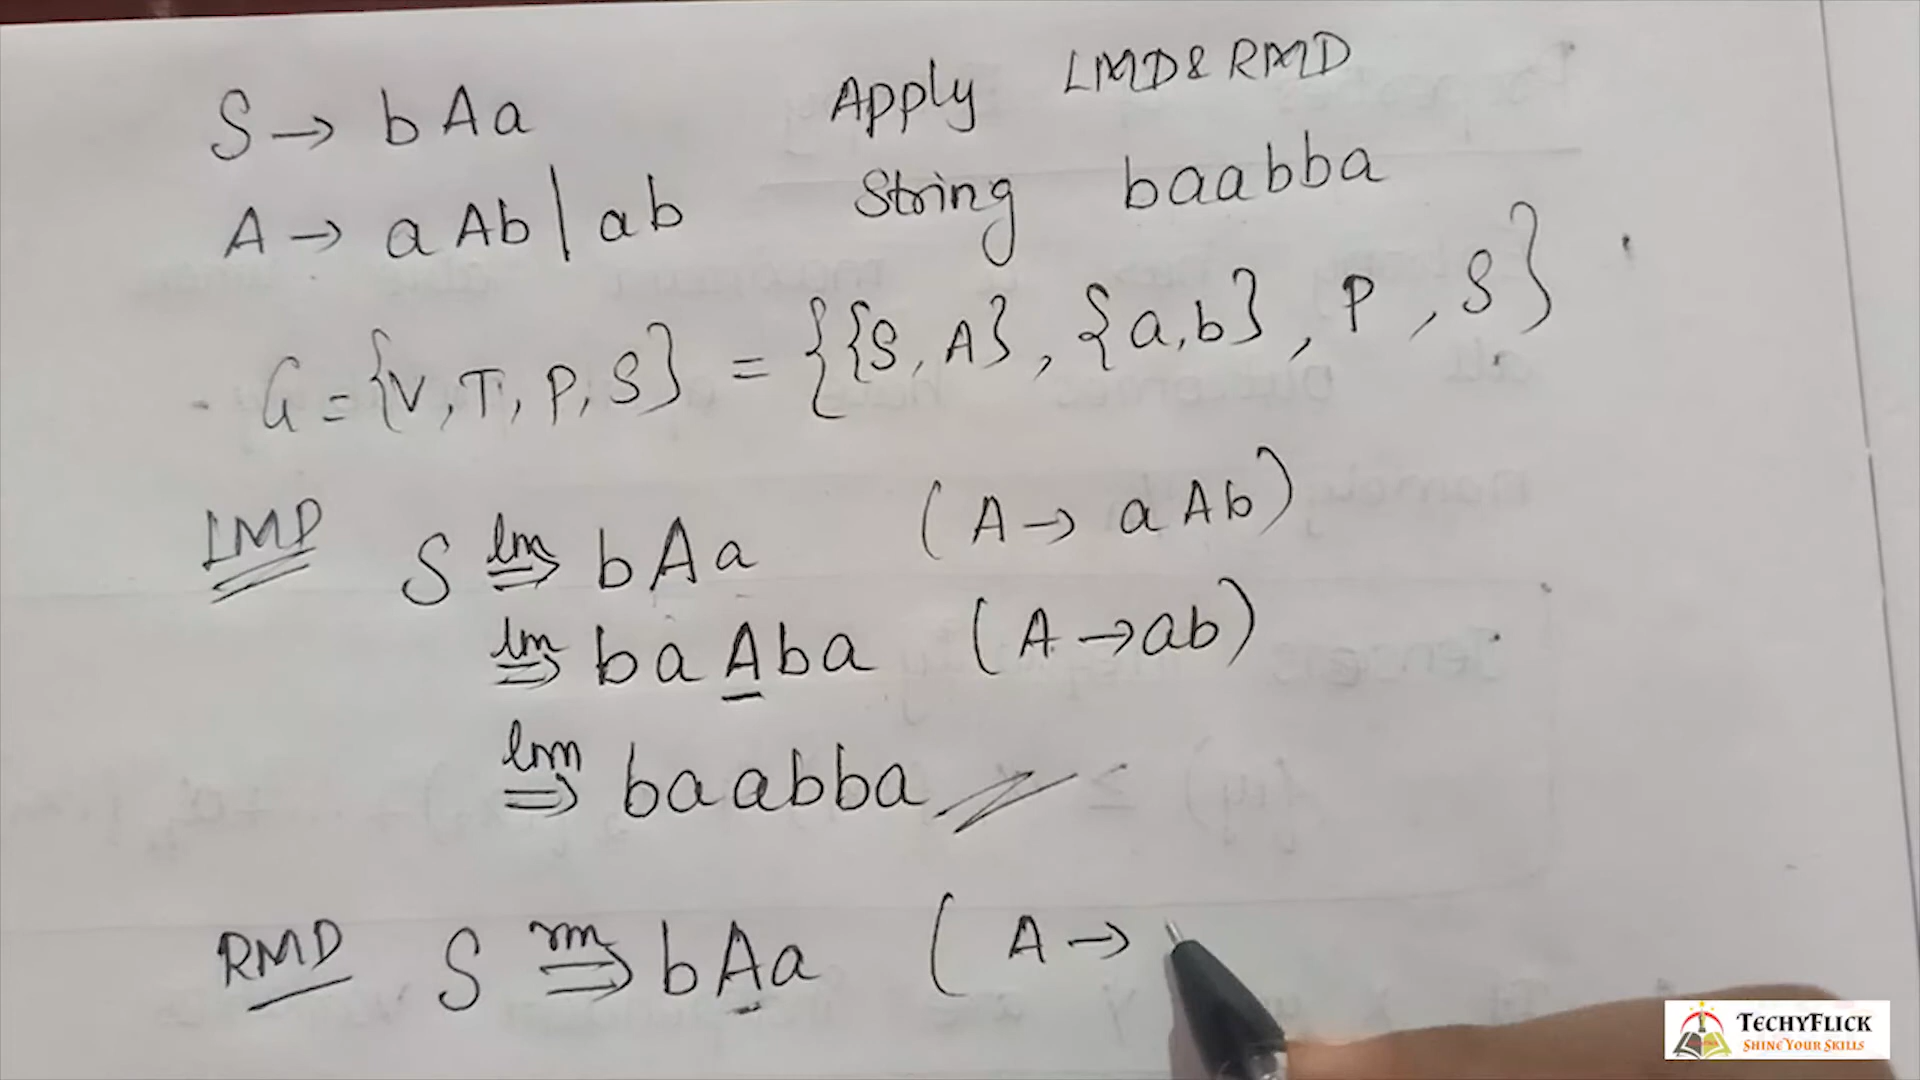 S → bAa Apply LMD & RMD
A → aAb | ab String baabba
G = {V, T, P, S} = {{S, A}, {a, b}, P, S}
LMD S lm⇒ bAa (A → aAb)
lm⇒ baAba (A → ab)
lm⇒ baabba
RMD S rm⇒ bAa (A →
TECHYFLICK
SHINE YOUR SKILLS